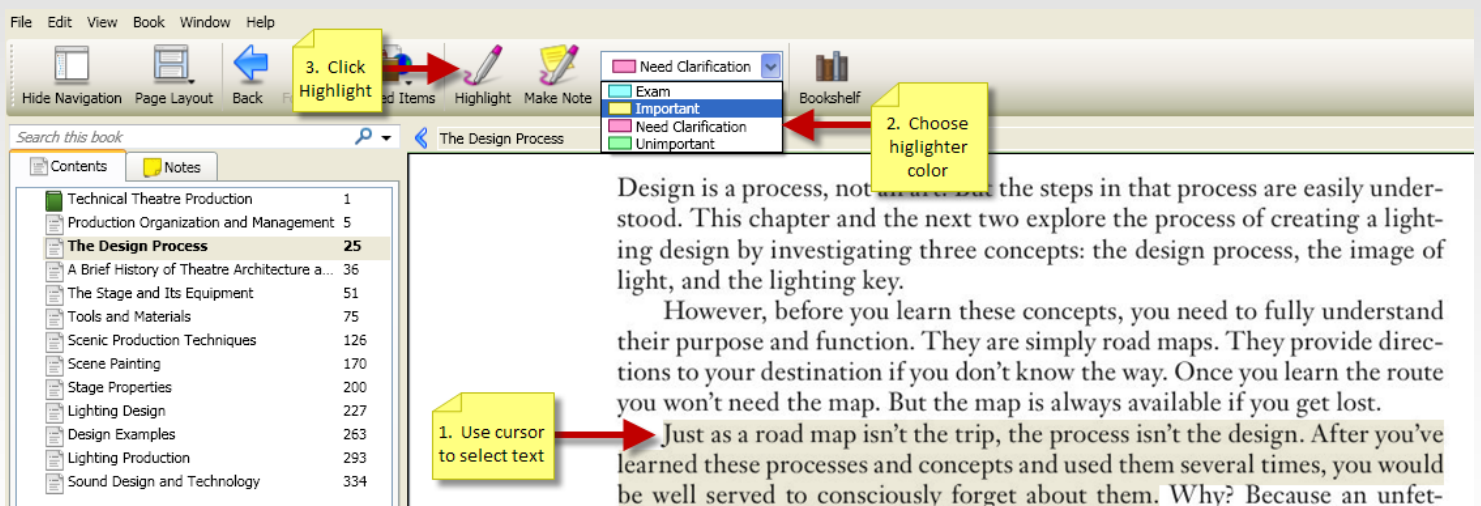 File Edit View Book Window Help
3. Click
Highlight
Need Clarification
Hide Navigation Page Layout Back Items Highlight Make Note Bookshelf
Exam
Important
Need Clarification
Unimportant
2. Choose
higlighter
color
Search this book
The Design Process
Contents Notes
Technical Theatre Production 1
Production Organization and Management 5
The Design Process 25
A Brief History of Theatre Architecture a... 36
The Stage and Its Equipment 51
Tools and Materials 75
Scenic Production Techniques 126
Scene Painting 170
Stage Properties 200
Lighting Design 227
Design Examples 263
Lighting Production 293
Sound Design and Technology 334
Design is a process, not an art. But the steps in that process are easily under-
stood. This chapter and the next two explore the process of creating a light-
ing design by investigating three concepts: the design process, the image of
light, and the lighting key.
However, before you learn these concepts, you need to fully understand
their purpose and function. They are simply road maps. They provide direc-
tions to your destination if you don't know the way. Once you learn the route
you won't need the map. But the map is always available if you get lost.
1. Use cursor
to select text
Just as a road map isn't the trip, the process isn't the design. After you've
learned these processes and concepts and used them several times, you would
be well served to consciously forget about them. Why? Because an unfet-